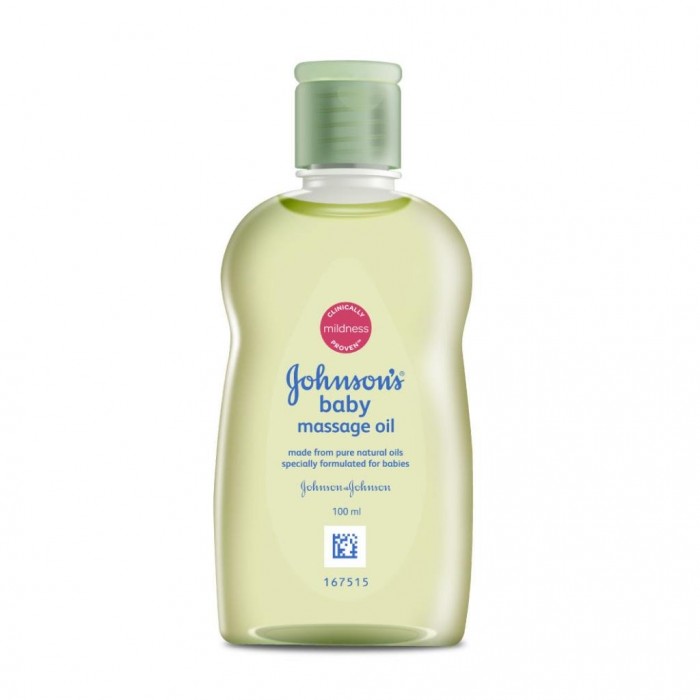 CLINICALLY
mildness
PROVEN™
Johnson's®
baby
massage oil
made from pure natural oils
specially formulated for babies
Johnson & Johnson
100 ml
167515